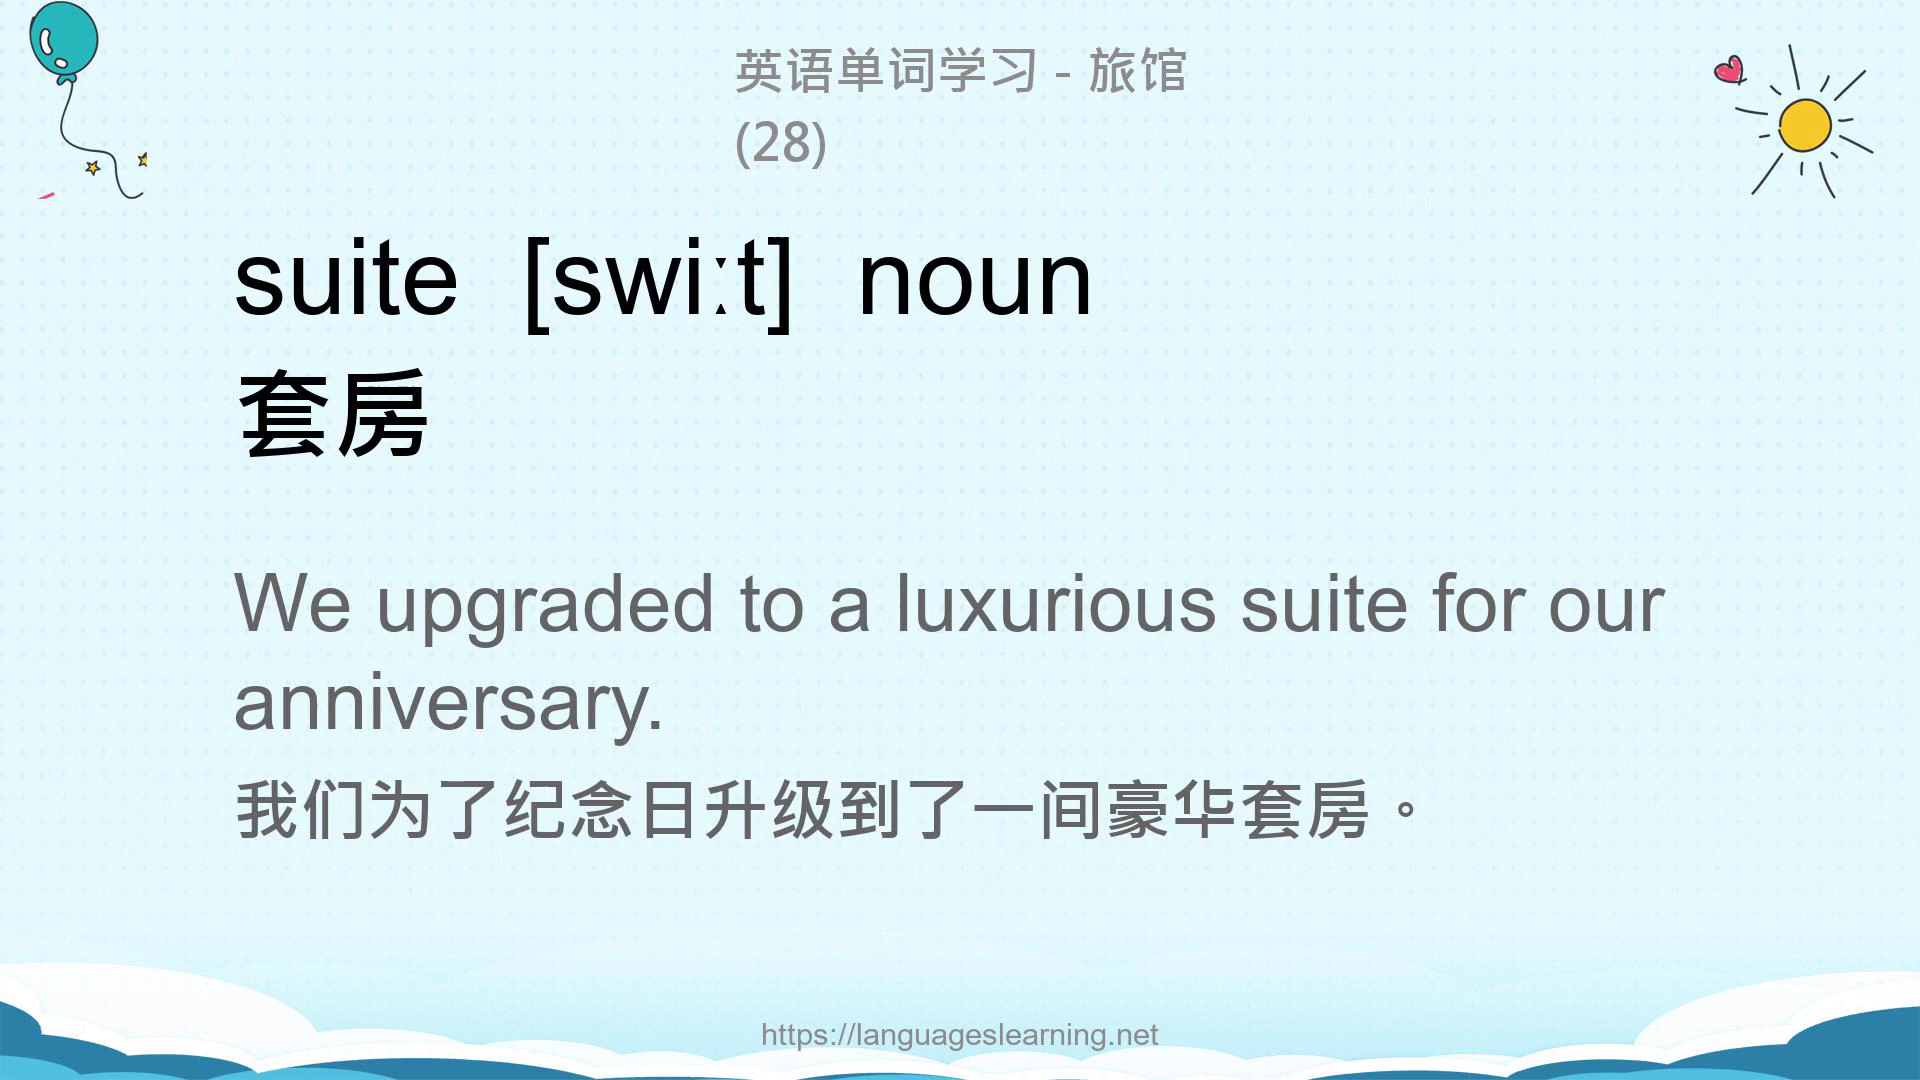 英语单词学习 - 旅馆
(28)
suite [swiːt] noun
套房
We upgraded to a luxurious suite for our
anniversary.
我们为了纪念日升级到了一间豪华套房。
https://languageslearning.net